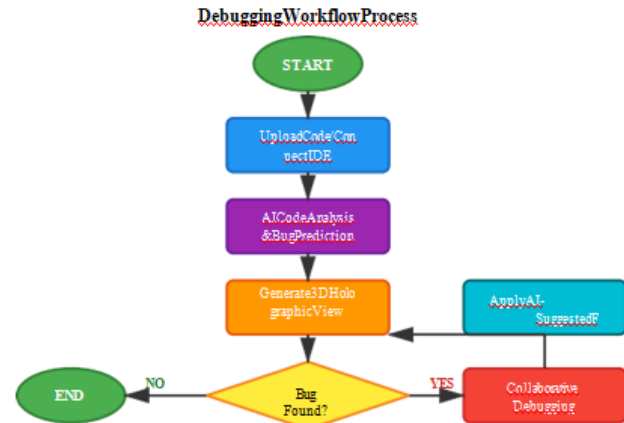 DebuggingWorkflowProcess
START
UploadCode/Con
nectIDE
AICodeAnalysis
&BugPrediction
Generate3DHolo
graphicView
ApplyAI-
SuggestedF
Bug
Found?
NO
YES
END
Collaborative
Debugging